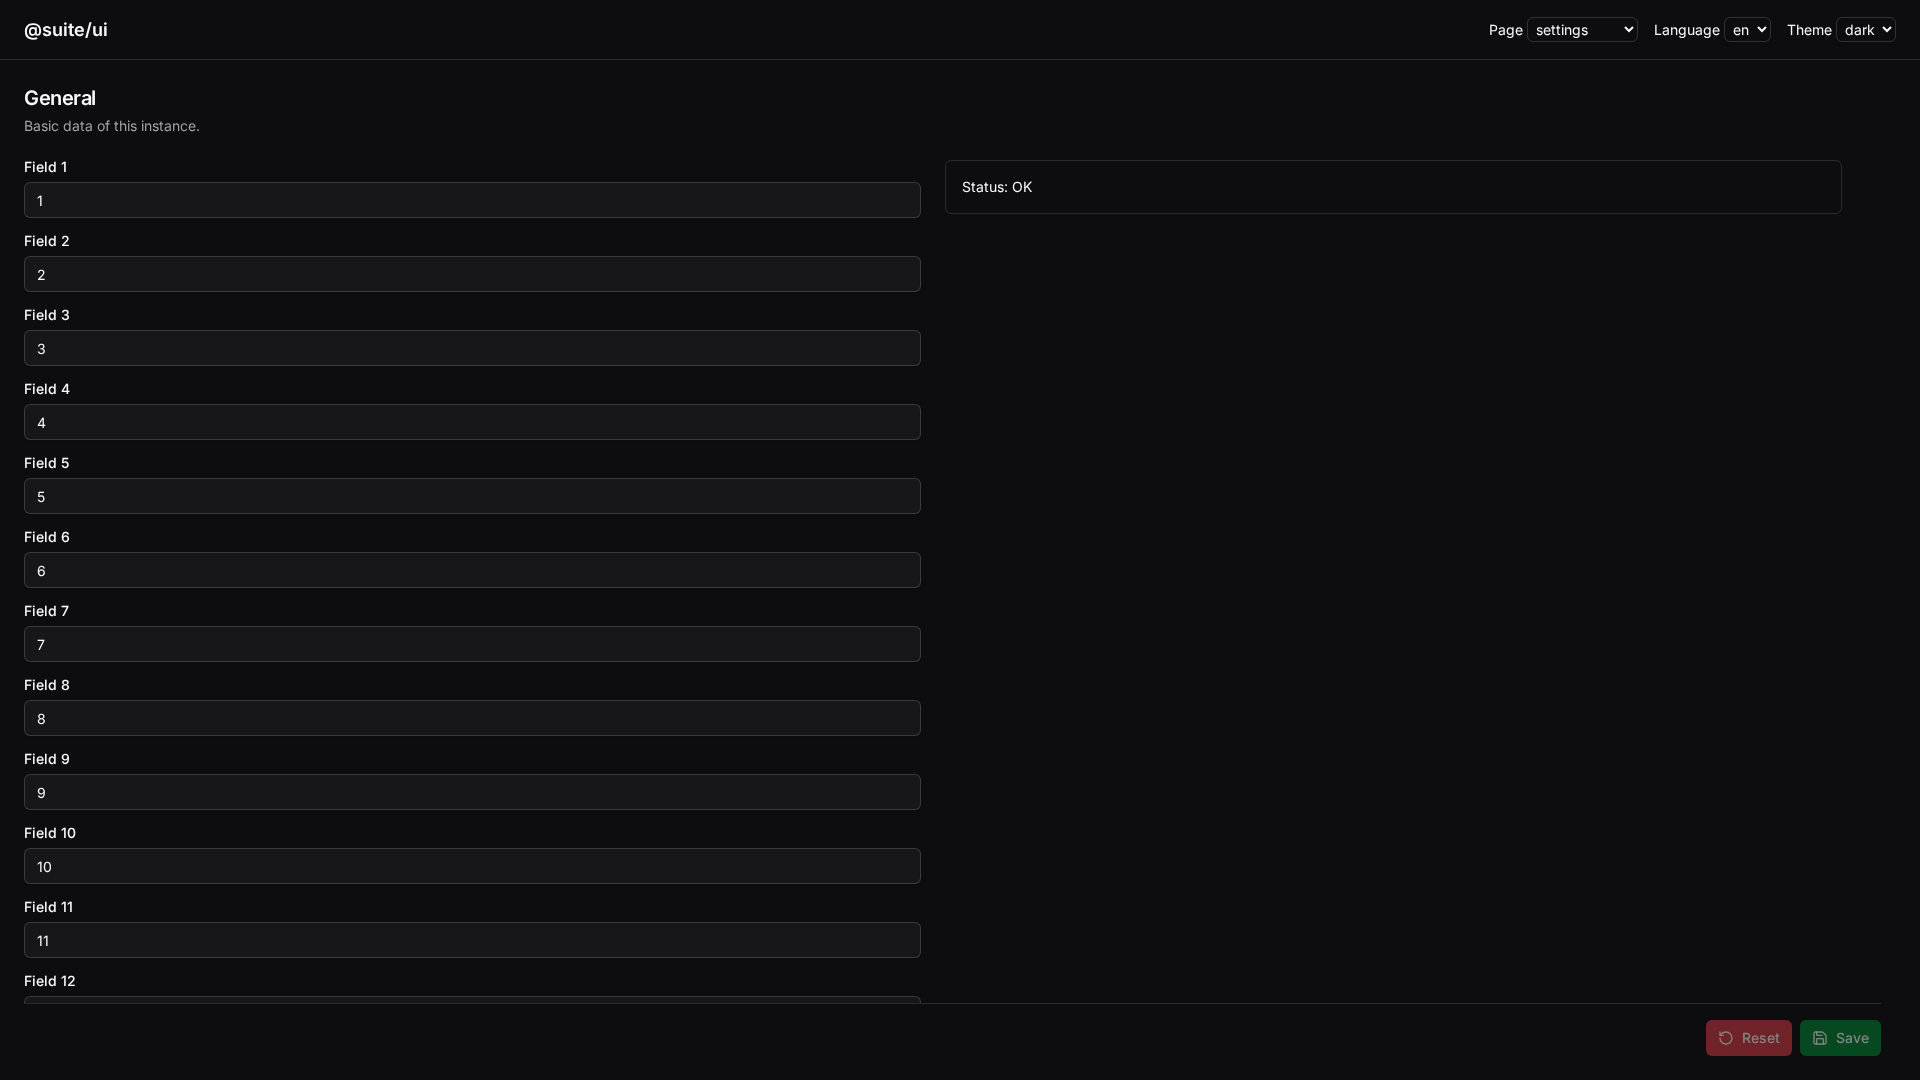 @suite/ui
Page settings Language en Theme dark
General
Basic data of this instance.
Field 1
1
Status: OK
Field 2
2
Field 3
3
Field 4
4
Field 5
5
Field 6
6
Field 7
7
Field 8
8
Field 9
9
Field 10
10
Field 11
11
Field 12
Reset Save